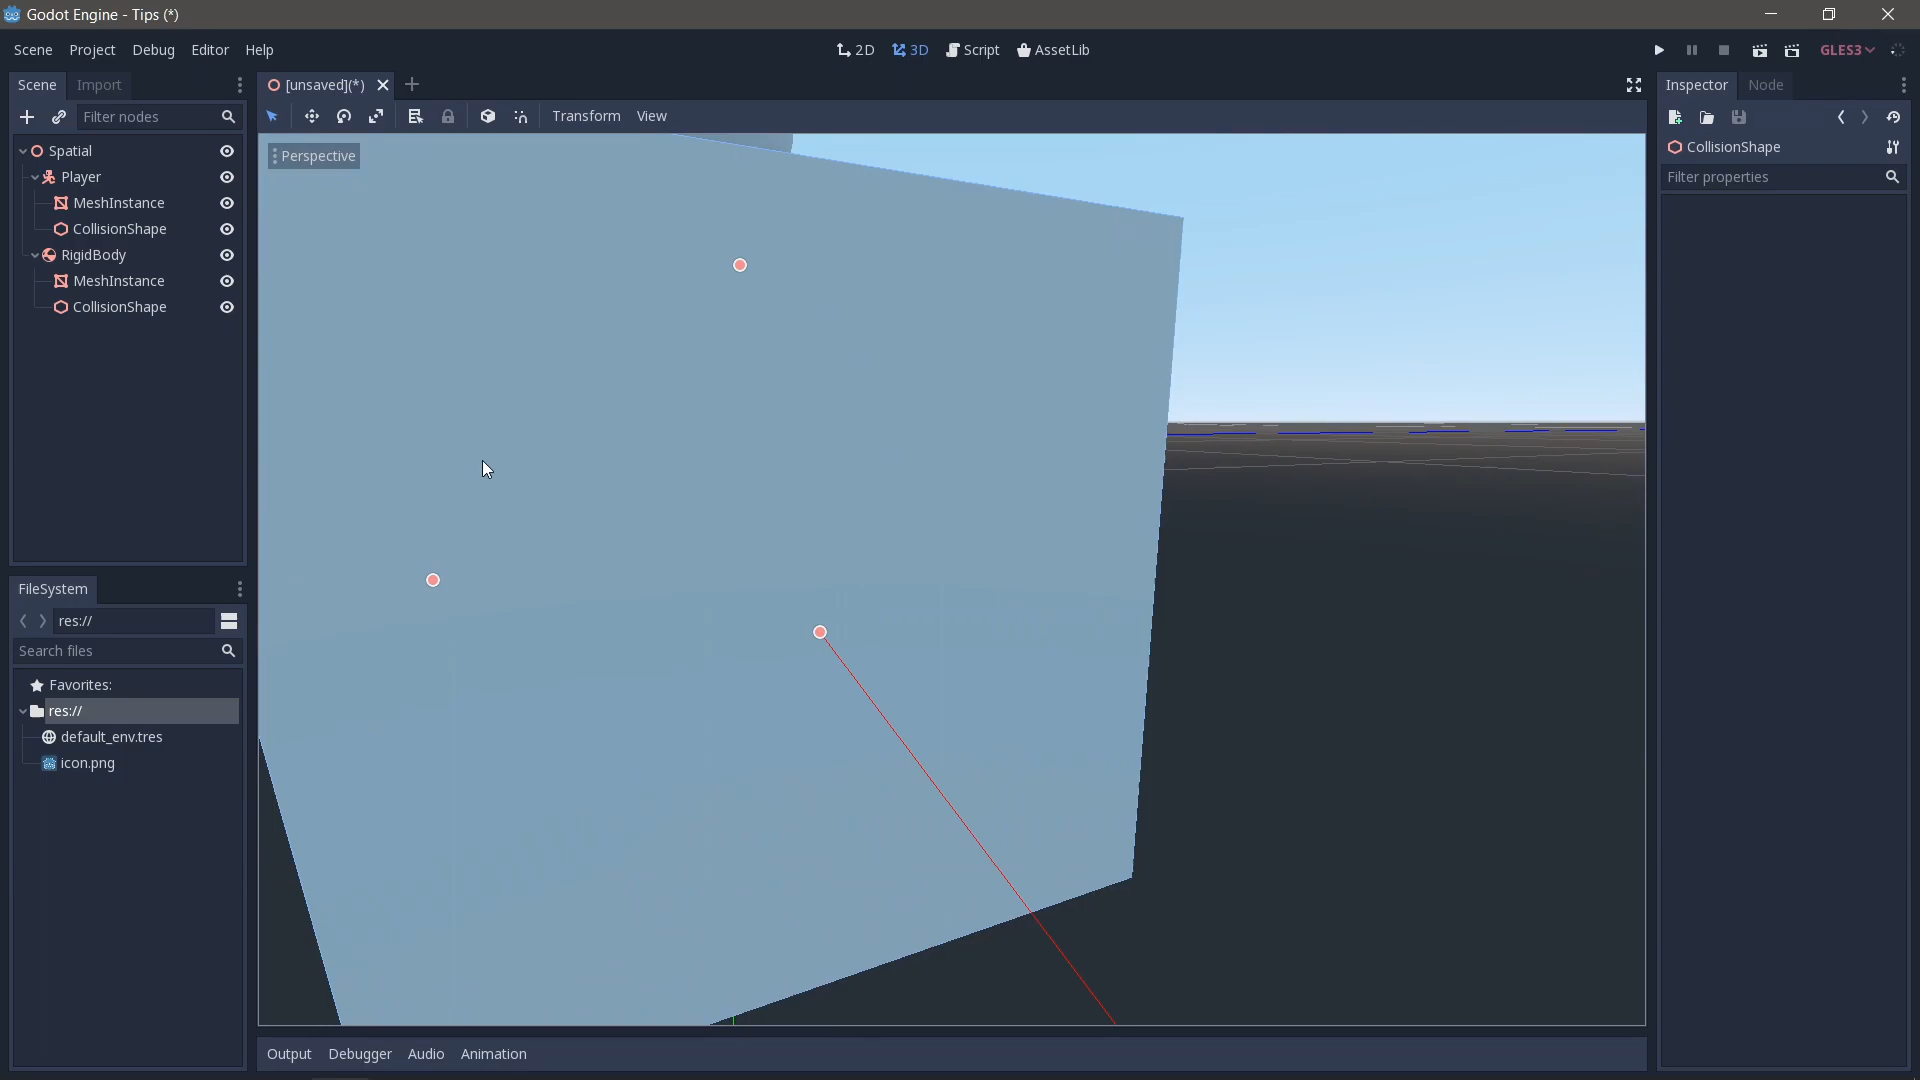 Godot Engine - Tips (*)
Scene Project Debug Editor Help
2D 3D Script AssetLib
GLES3
Scene Import
[unsaved](*)
Inspector Node
Filter nodes
Transform View
Spatial
Player
MeshInstance
CollisionShape
RigidBody
MeshInstance
CollisionShape
Perspective
CollisionShape
Filter properties
FileSystem
res://
Search files
Favorites:
res://
default_env.tres
icon.png
Output Debugger Audio Animation